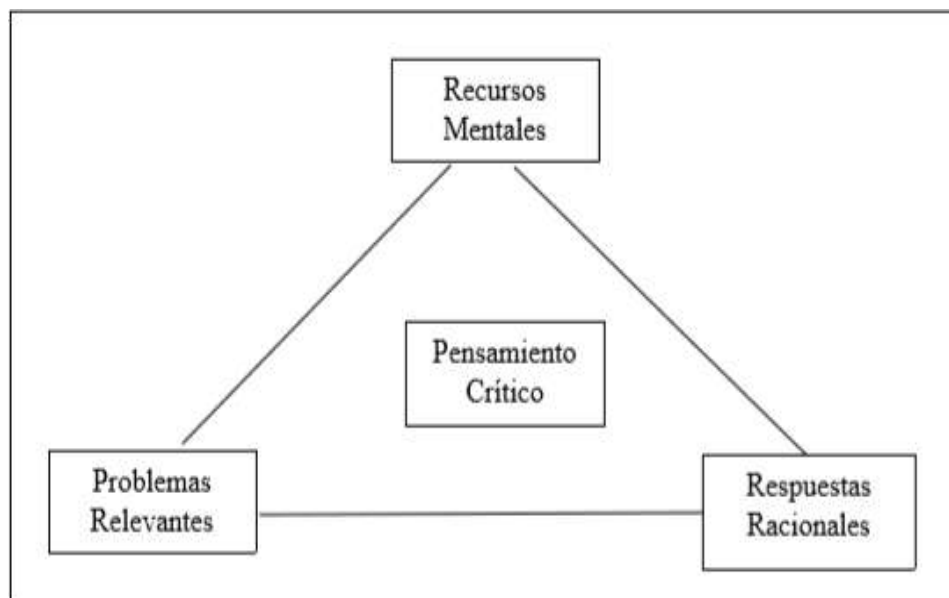 Recursos
Mentales
Pensamiento
Crítico
Problemas
Relevantes
Respuestas
Racionales